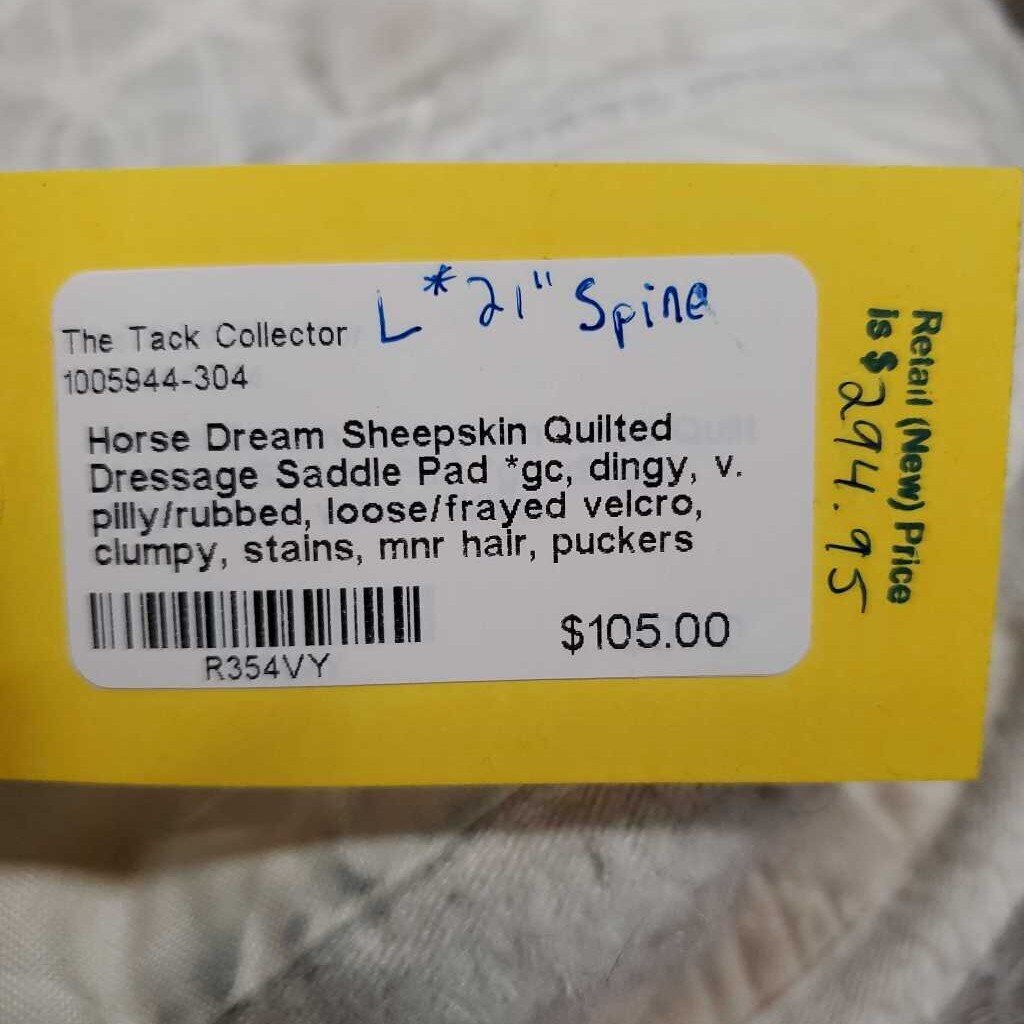 L * 21" Spine
The Tack Collector
1005944-304
Horse Dream Sheepskin Quilted
Dressage Saddle Pad *gc, dingy, v.
pilly/rubbed, loose/frayed velcro,
clumpy, stains, mnr hair, puckers
R354VY
$105.00
Retail (New) Price
is $294.95